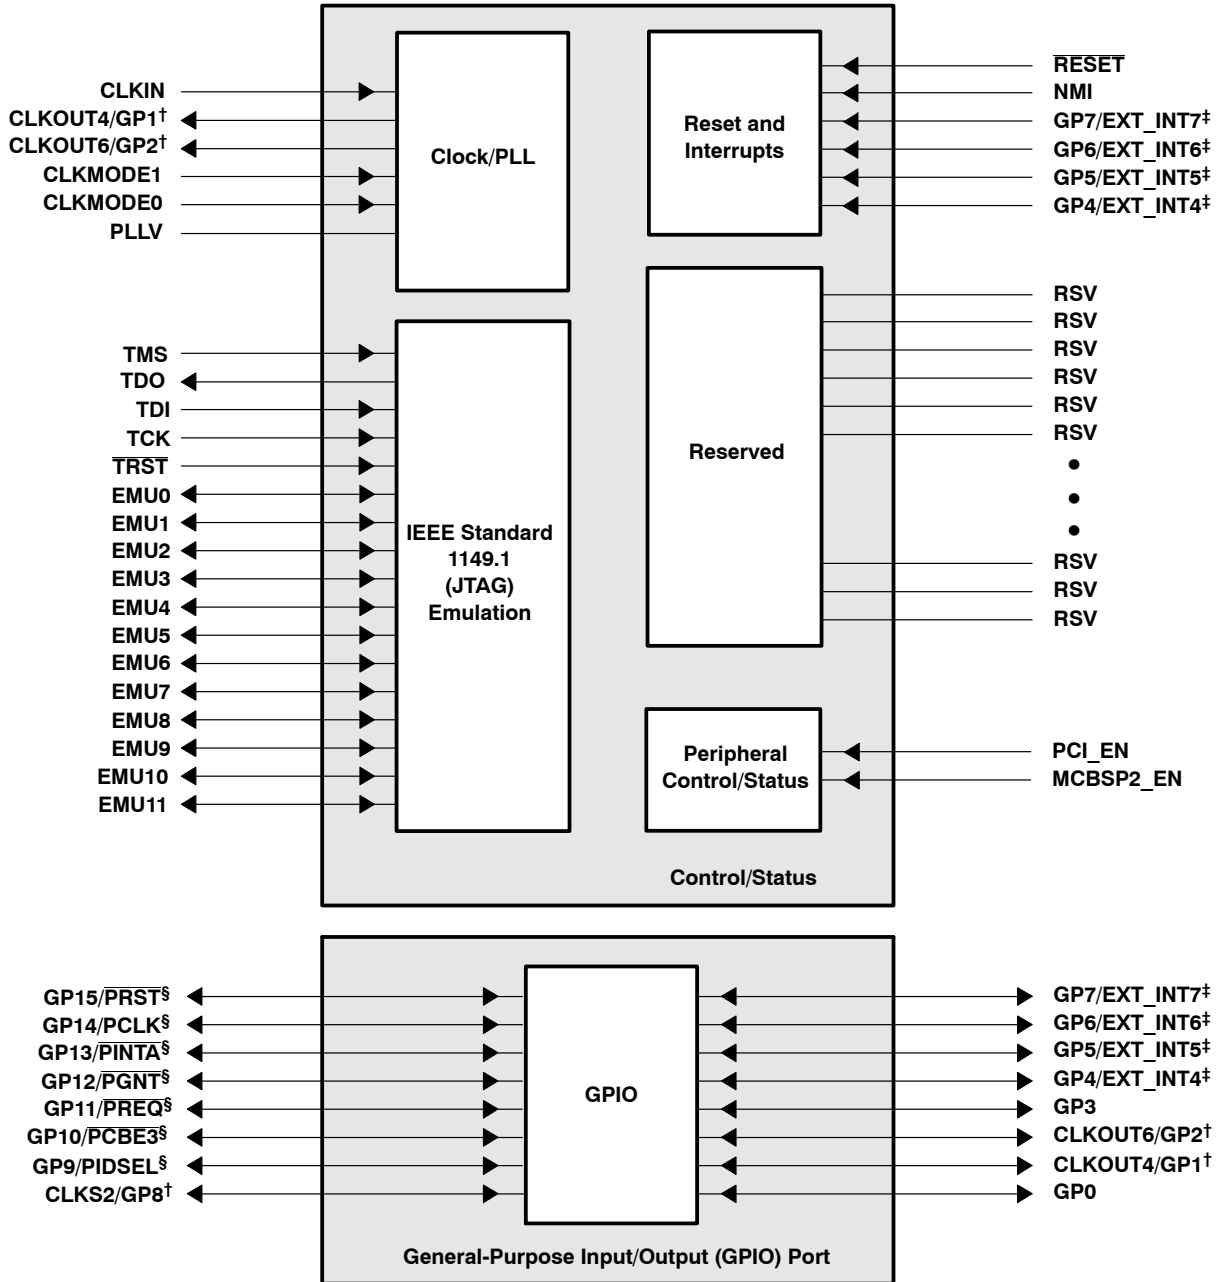 CLKIN
CLKOUT4/GP1†
CLKOUT6/GP2†
CLKMODE1
CLKMODE0
PLLV
Clock/PLL
Reset and
Interrupts
RESET
NMI
GP7/EXT_INT7‡
GP6/EXT_INT6‡
GP5/EXT_INT5‡
GP4/EXT_INT4‡
TMS
TDO
TDI
TCK
TRST
EMU0
EMU1
EMU2
EMU3
EMU4
EMU5
EMU6
EMU7
EMU8
EMU9
EMU10
EMU11
IEEE Standard
1149.1
(JTAG)
Emulation
Reserved
RSV
RSV
RSV
RSV
RSV
RSV
•
•
•
RSV
RSV
RSV
Peripheral
Control/Status
PCI_EN
MCBSP2_EN
Control/Status
GP15/PRST§
GP14/PCLK§
GP13/PINTA§
GP12/PGNT§
GP11/PREQ§
GP10/PCBE3§
GP9/PIDSEL§
CLKS2/GP8†
GPIO
GP7/EXT_INT7‡
GP6/EXT_INT6‡
GP5/EXT_INT5‡
GP4/EXT_INT4‡
GP3
CLKOUT6/GP2†
CLKOUT4/GP1†
GP0
General-Purpose Input/Output (GPIO) Port